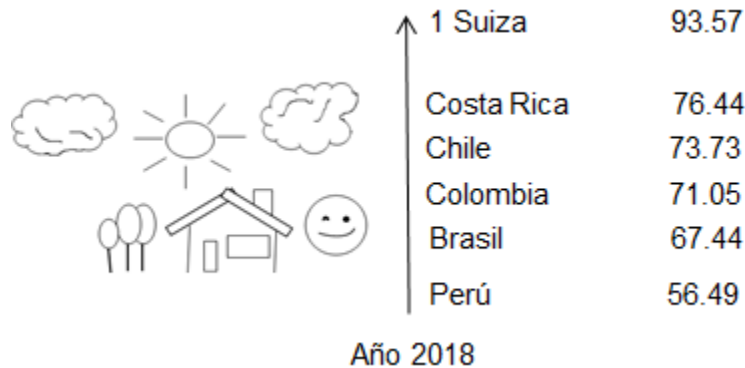 1 Suiza 93.57
Costa Rica 76.44
Chile 73.73
Colombia 71.05
Brasil 67.44
Perú 56.49
Año 2018